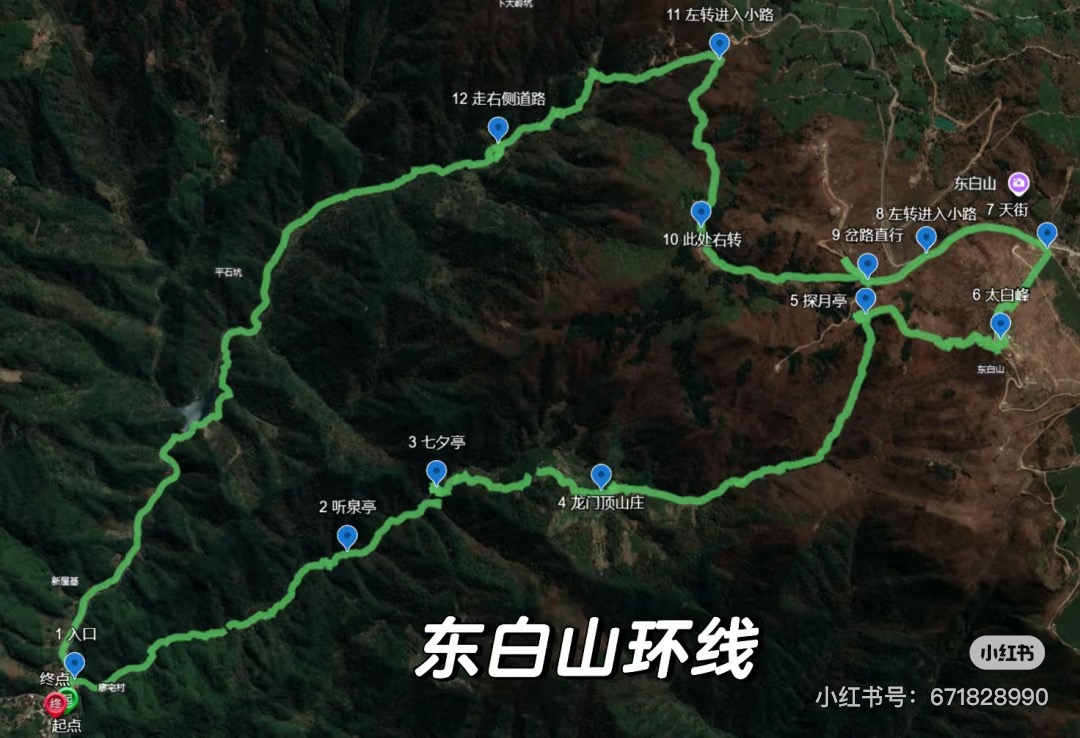 卜大岭坑
11 左转进入小路
12 走右侧道路
东白山
7 天街
8 左转进入小路
9 岔路直行
10 此处右转
平石坑
6 太白峰
5 探月亭
东白山
3 七夕亭
4 龙门顶山庄
2 听泉亭
新屋基
1 入口
东白山环线
小红书
终点
廖宅村
小红书号：671828990
终
起
起点